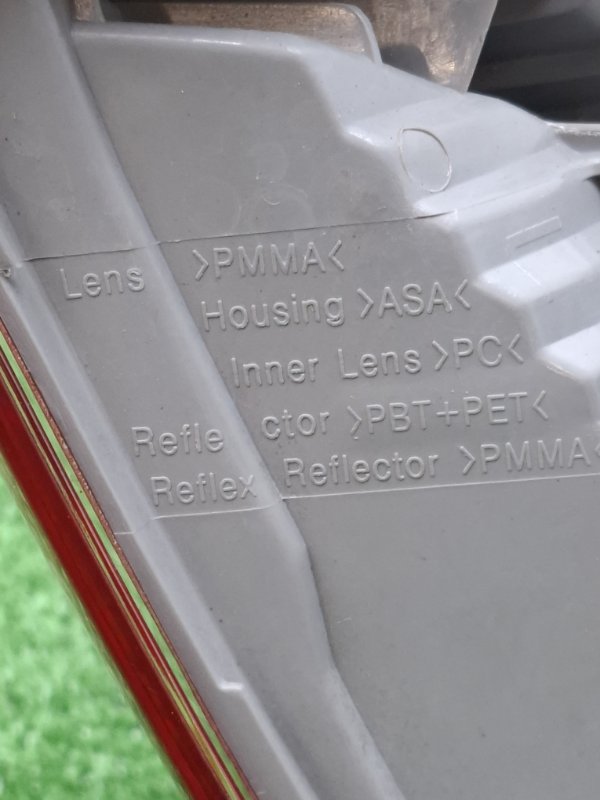 Lens >PMMA<
Housing >ASA<
Inner Lens >PC<
Refle ctor >PBT+PET<
Reflex Reflector >PMMA<